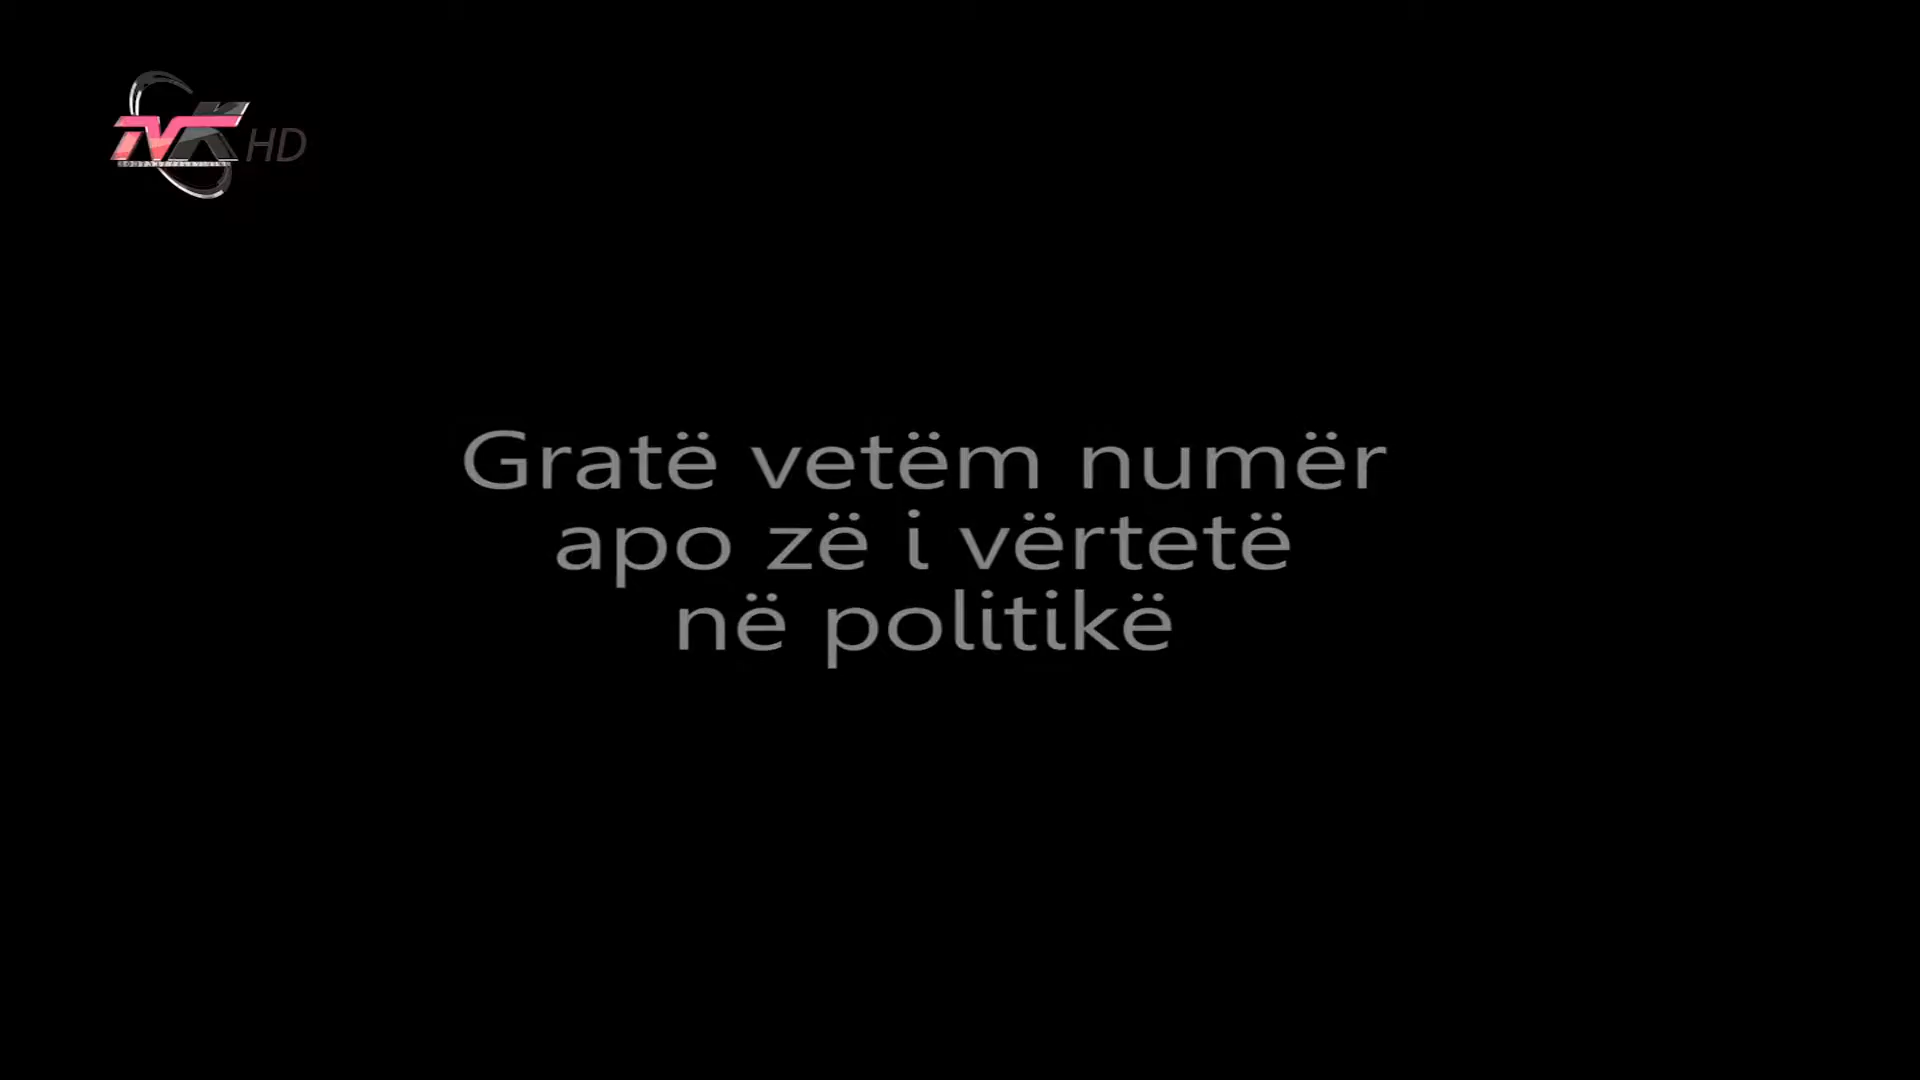 TVK HD
Gratë vetëm numër
apo zë i vërtetë
në politikë